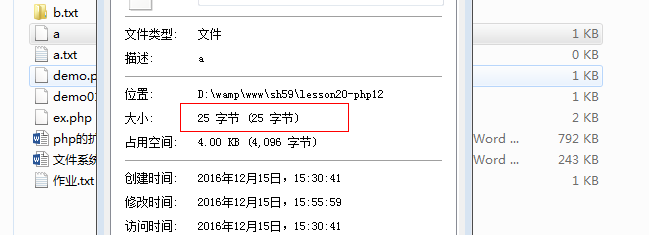 b.txt
a 1 KB
a.txt 0 KB
demo.p 1 KB
demo0 1 KB
ex.php 2 KB
php的扩 Word ... 792 KB
文件系统 Word ... 243 KB
作业.txt 1 KB
文件类型: 文件
描述: a
位置: D:\wamp\www\sh59\lesson20-php12
大小: 25 字节 (25 字节)
占用空间: 4.00 KB (4,096 字节)
创建时间: 2016年12月15日，15:30:41
修改时间: 2016年12月15日，15:55:59
访问时间: 2016年12月15日，15:30:41